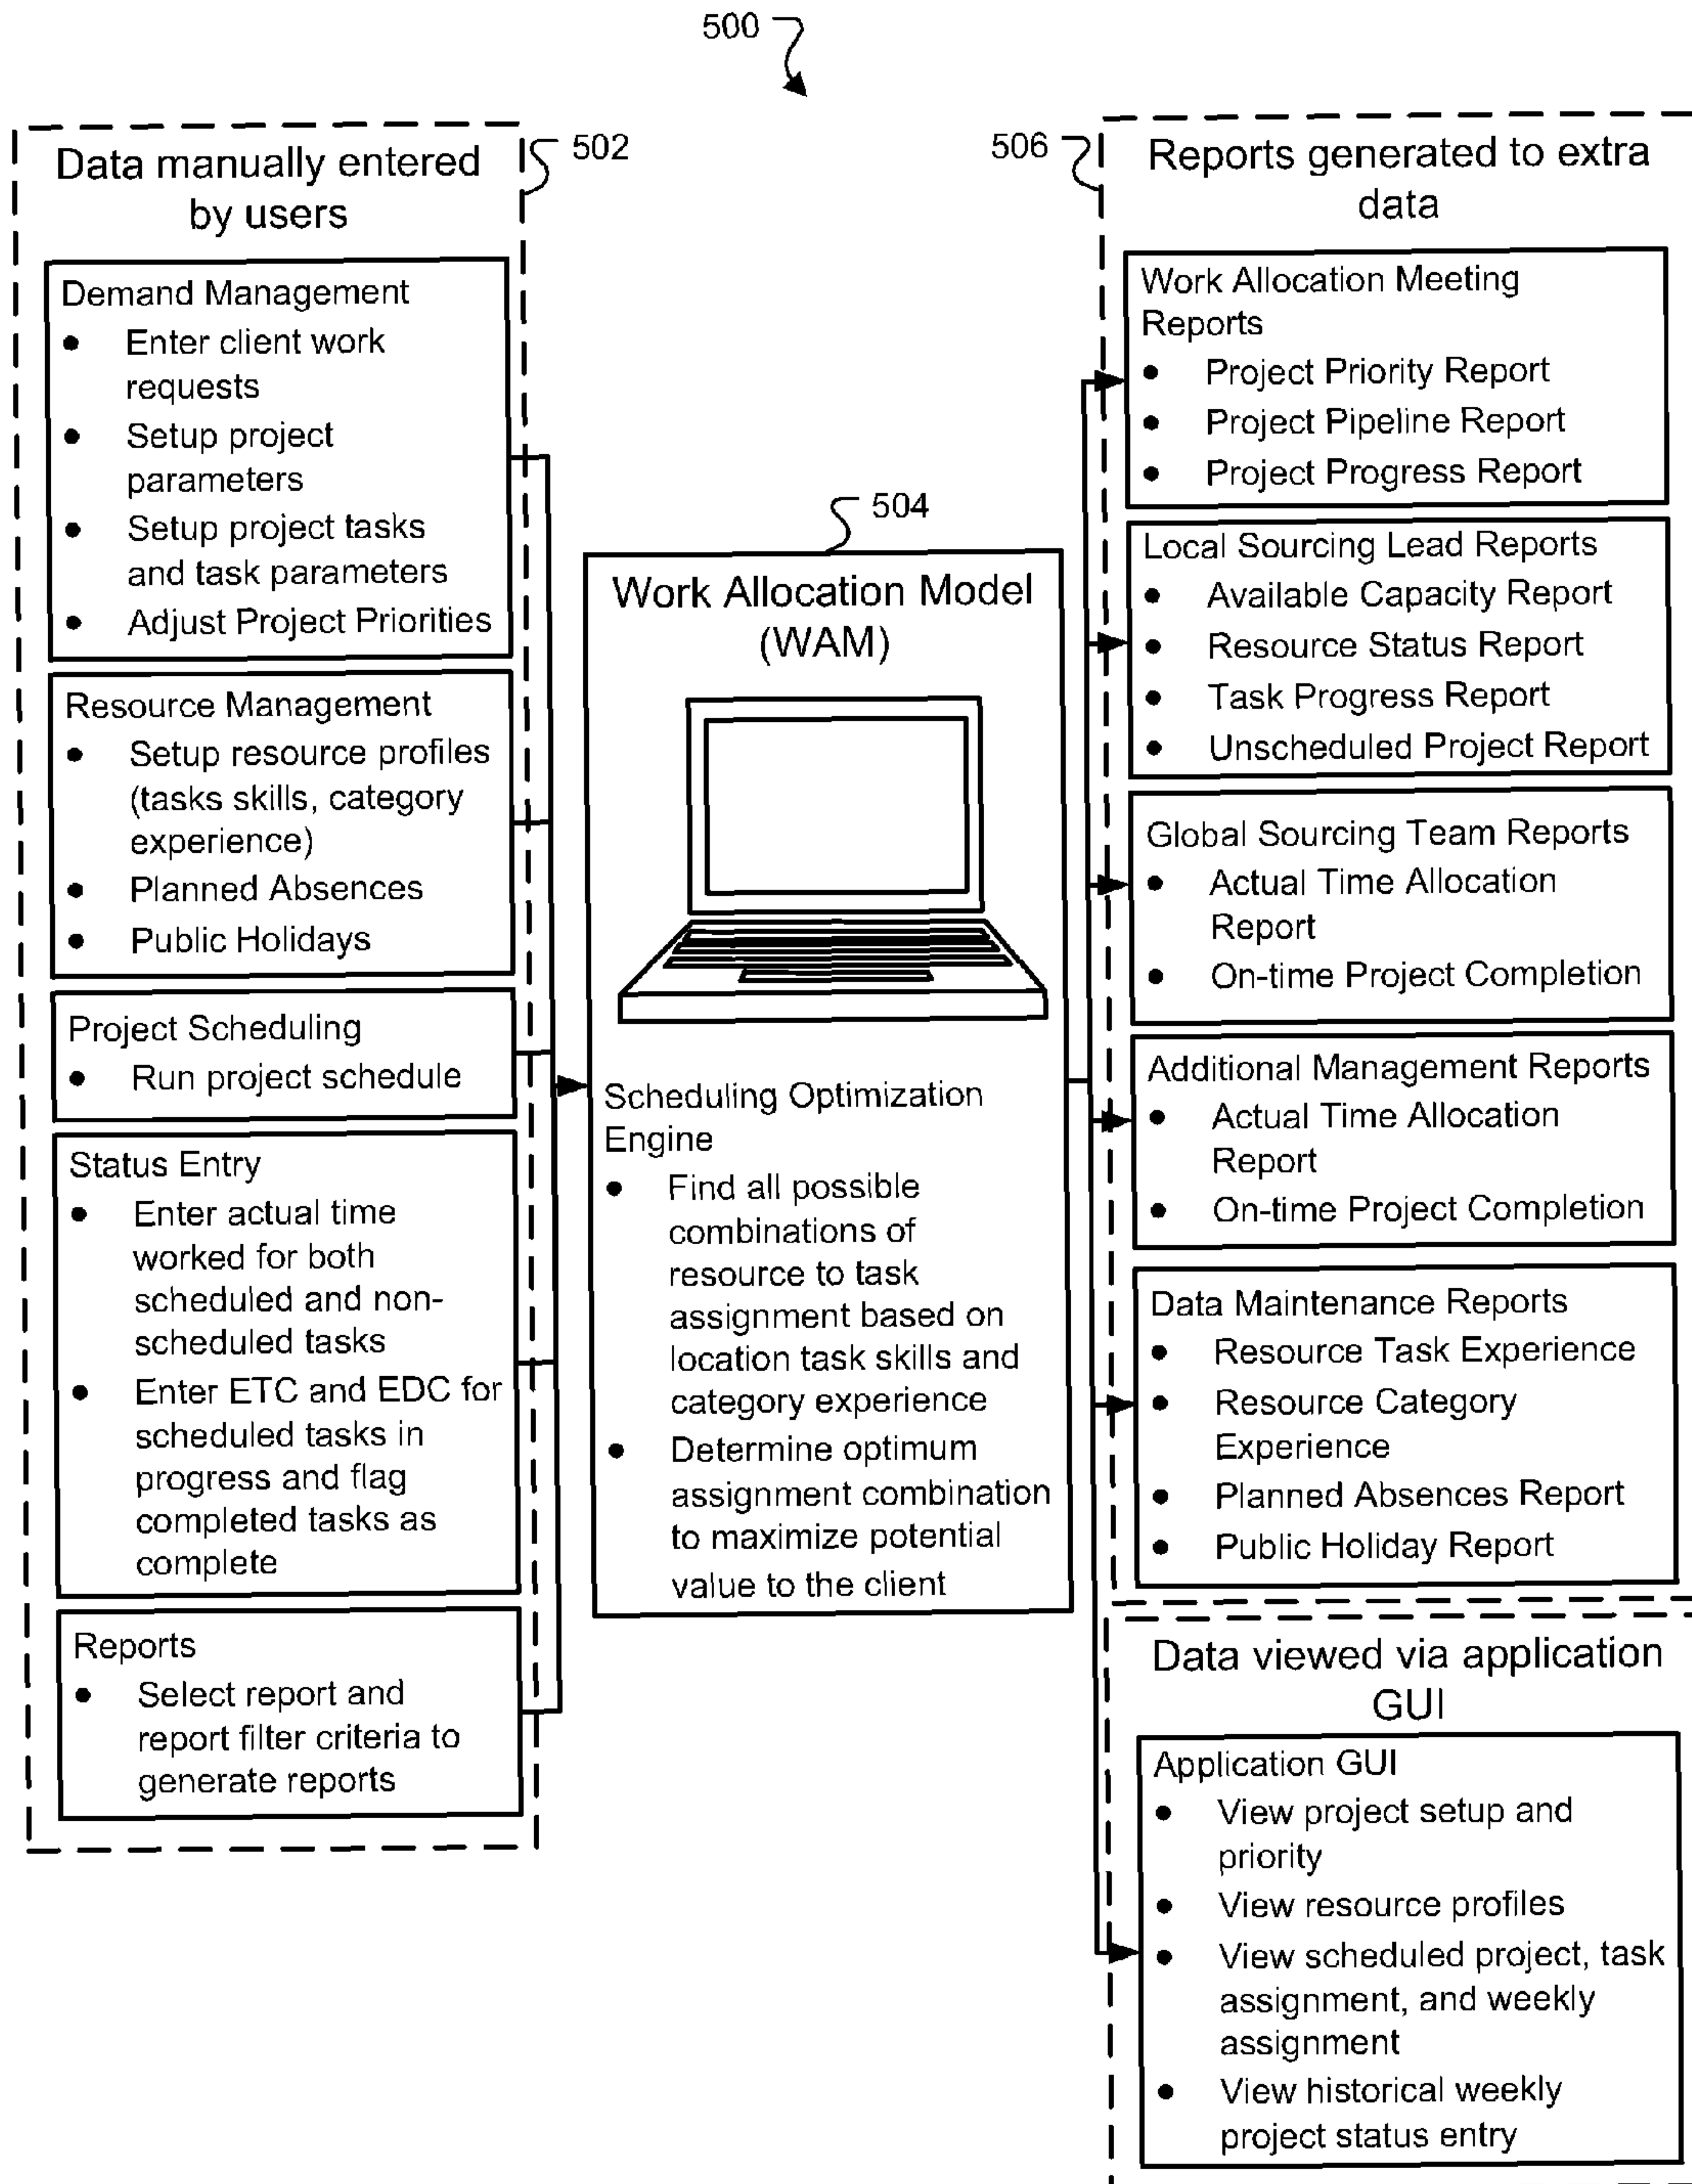 500
502
Data manually entered
by users
Demand Management
• Enter client work
requests
• Setup project
parameters
• Setup project tasks
and task parameters
• Adjust Project Priorities
Resource Management
• Setup resource profiles
(tasks skills, category
experience)
• Planned Absences
• Public Holidays
Project Scheduling
• Run project schedule
Status Entry
• Enter actual time
worked for both
scheduled and non-
scheduled tasks
• Enter ETC and EDC for
scheduled tasks in
progress and flag
completed tasks as
complete
Reports
• Select report and
report filter criteria to
generate reports
504
Work Allocation Model
(WAM)
Scheduling Optimization
Engine
• Find all possible
combinations of
resource to task
assignment based on
location task skills and
category experience
• Determine optimum
assignment combination
to maximize potential
value to the client
506
Reports generated to extra
data
Work Allocation Meeting
Reports
• Project Priority Report
• Project Pipeline Report
• Project Progress Report
Local Sourcing Lead Reports
• Available Capacity Report
• Resource Status Report
• Task Progress Report
• Unscheduled Project Report
Global Sourcing Team Reports
• Actual Time Allocation
Report
• On-time Project Completion
Additional Management Reports
• Actual Time Allocation
Report
• On-time Project Completion
Data Maintenance Reports
• Resource Task Experience
• Resource Category
Experience
• Planned Absences Report
• Public Holiday Report
Data viewed via application
GUI
Application GUI
• View project setup and
priority
• View resource profiles
• View scheduled project, task
assignment, and weekly
assignment
• View historical weekly
project status entry